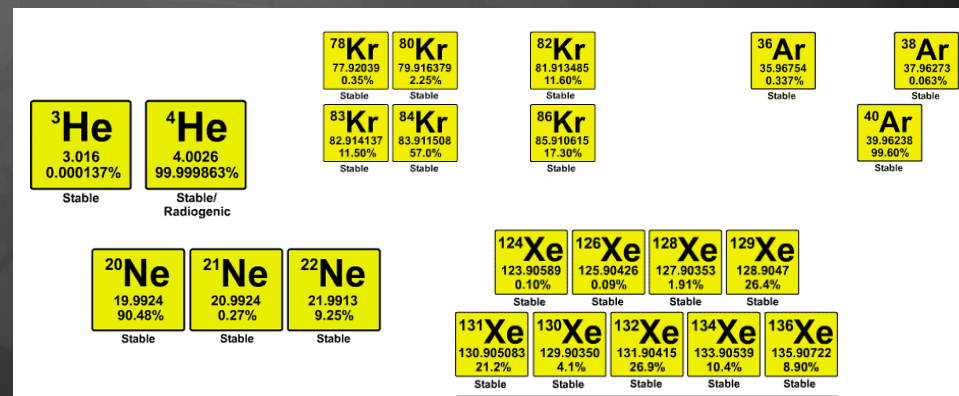 ³He
3.016
0.000137%
Stable
⁴He
4.0026
99.999863%
Stable/
Radiogenic
⁷⁸Kr
77.92039
0.35%
Stable
⁸⁰Kr
79.916379
2.25%
Stable
⁸²Kr
81.913485
11.60%
Stable
⁸³Kr
82.914137
11.50%
Stable
⁸⁴Kr
83.911508
57.0%
Stable
⁸⁶Kr
85.910615
17.30%
Stable
³⁶Ar
35.96754
0.337%
Stable
³⁸Ar
37.96273
0.063%
Stable
⁴⁰Ar
39.96238
99.60%
Stable
²⁰Ne
19.9924
90.48%
Stable
²¹Ne
20.9924
0.27%
Stable
²²Ne
21.9913
9.25%
Stable
¹²⁴Xe
123.90589
0.10%
Stable
¹²⁶Xe
125.90426
0.09%
Stable
¹²⁸Xe
127.90353
1.91%
Stable
¹²⁹Xe
128.9047
26.4%
Stable
¹³¹Xe
130.905083
21.2%
Stable
¹³⁰Xe
129.90350
4.1%
Stable
¹³²Xe
131.90415
26.9%
Stable
¹³⁴Xe
133.90539
10.4%
Stable
¹³⁶Xe
135.90722
8.90%
Stable